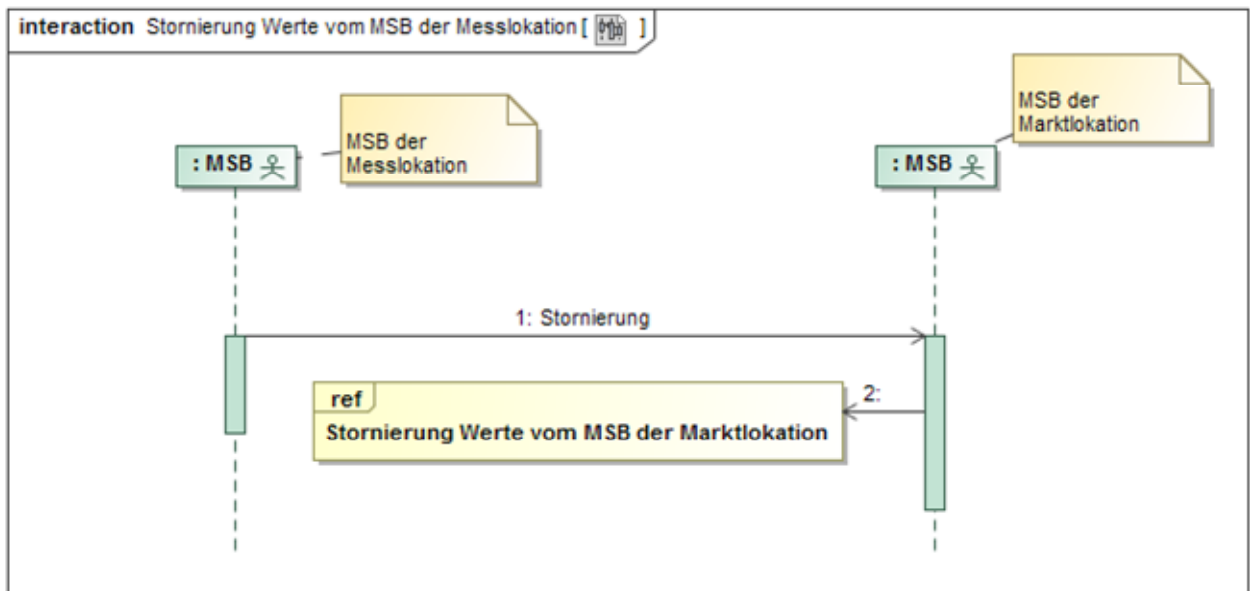 interaction Stornierung Werte vom MSB der Messlokation [ ]
MSB der
Marktlokation
MSB der
Messlokation
: MSB
: MSB
1: Stornierung
2:
ref
Stornierung Werte vom MSB der Marktlokation